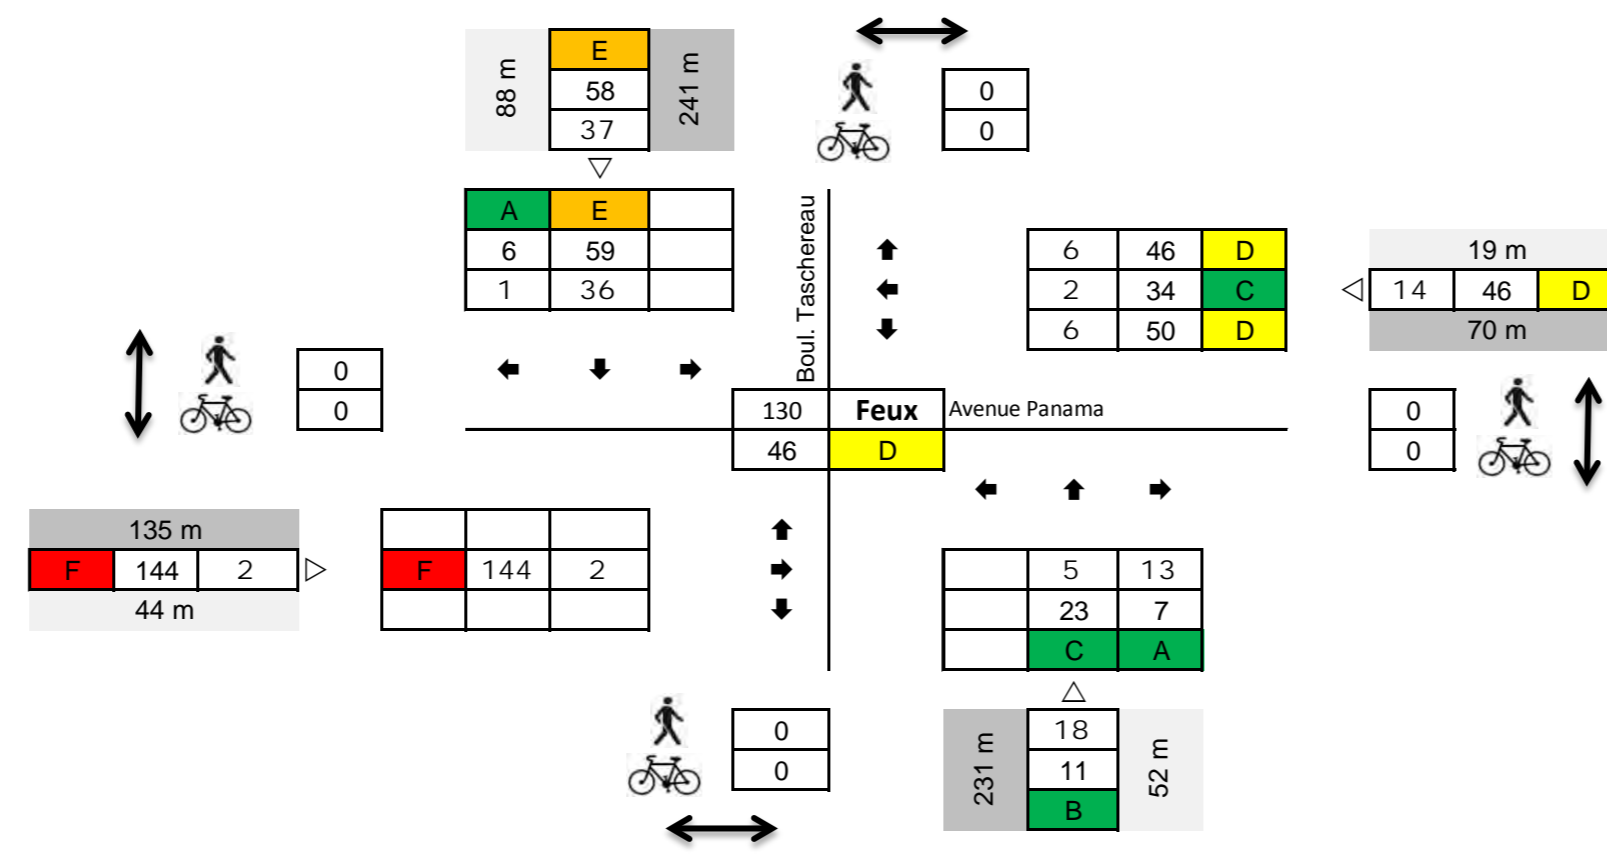 E
88 m
58
241 m
37
0
0
A E
6 59
1 36
Boul. Taschereau
6 46 D
2 34 C
6 50 D
19 m
14 46 D
70 m
0
0
130 Feux Avenue Panama
46 D
0
0
135 m
F 144 2
44 m
F 144 2
5 13
23 7
C A
0
0
231 m
18
11
B
52 m